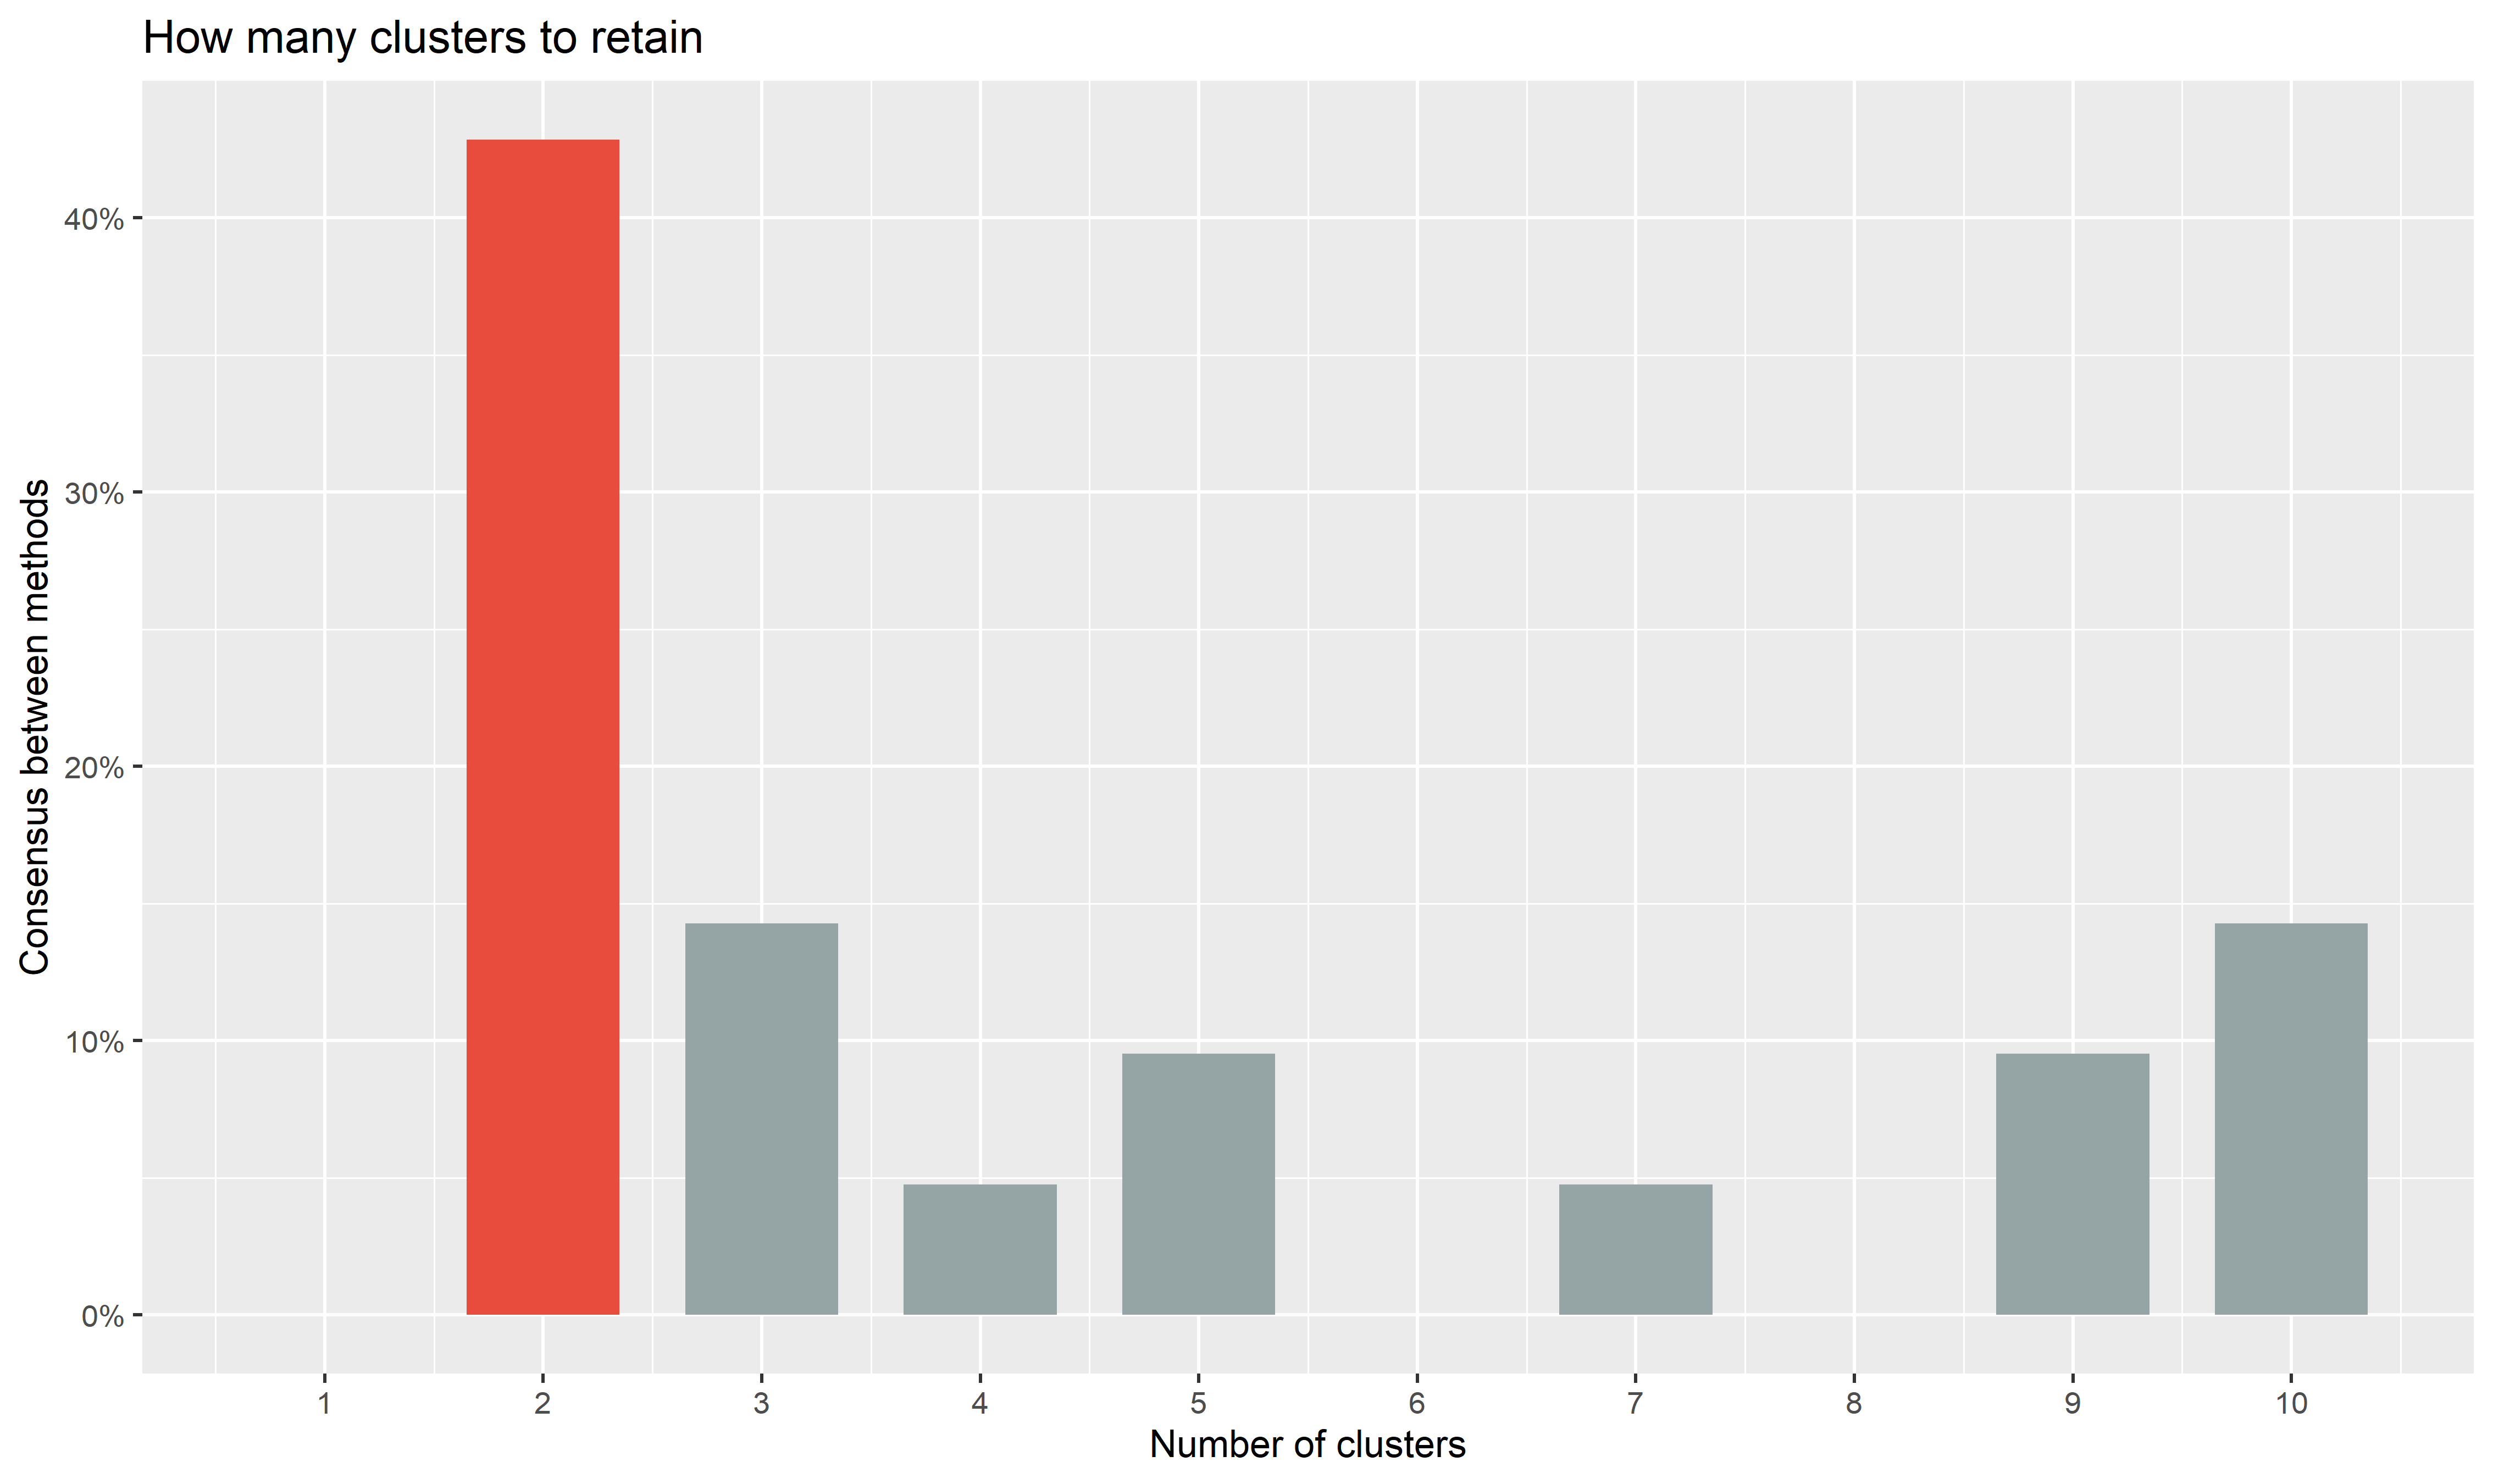 How many clusters to retain
Consensus between methods
40%
30%
20%
10%
0%
1 2 3 4 5 6 7 8 9 10
Number of clusters